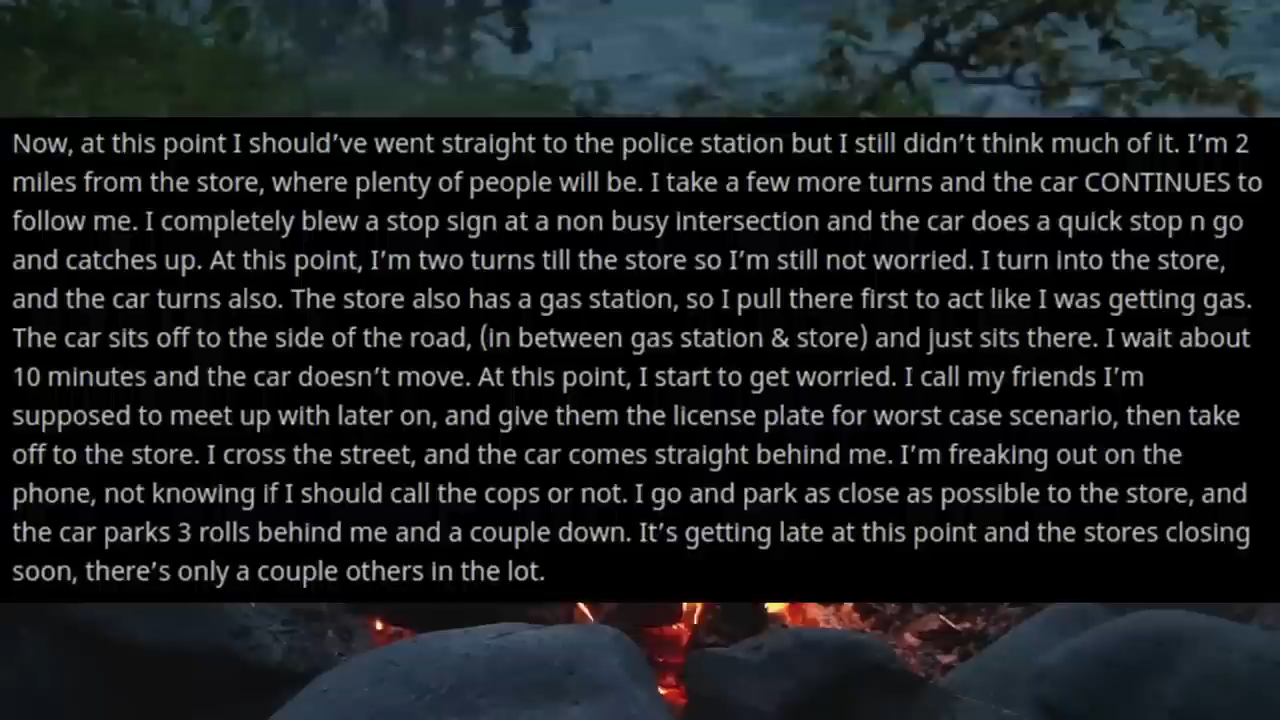 Now, at this point I should’ve went straight to the police station but I still didn’t think much of it. I’m 2
miles from the store, where plenty of people will be. I take a few more turns and the car CONTINUES to
follow me. I completely blew a stop sign at a non busy intersection and the car does a quick stop n go
and catches up. At this point, I’m two turns till the store so I’m still not worried. I turn into the store,
and the car turns also. The store also has a gas station, so I pull there first to act like I was getting gas.
The car sits off to the side of the road, (in between gas station & store) and just sits there. I wait about
10 minutes and the car doesn’t move. At this point, I start to get worried. I call my friends I’m
supposed to meet up with later on, and give them the license plate for worst case scenario, then take
off to the store. I cross the street, and the car comes straight behind me. I’m freaking out on the
phone, not knowing if I should call the cops or not. I go and park as close as possible to the store, and
the car parks 3 rolls behind me and a couple down. It’s getting late at this point and the stores closing
soon, there’s only a couple others in the lot.